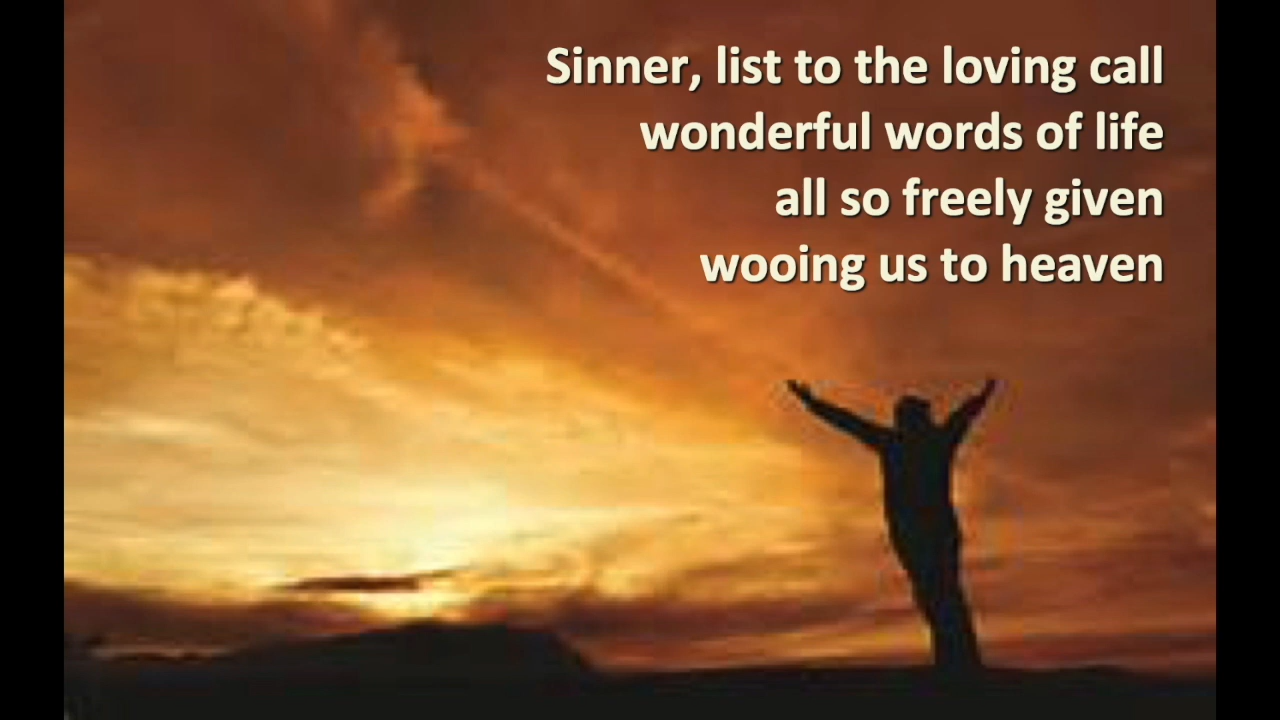 Sinner, list to the loving call
wonderful words of life
all so freely given
wooing us to heaven